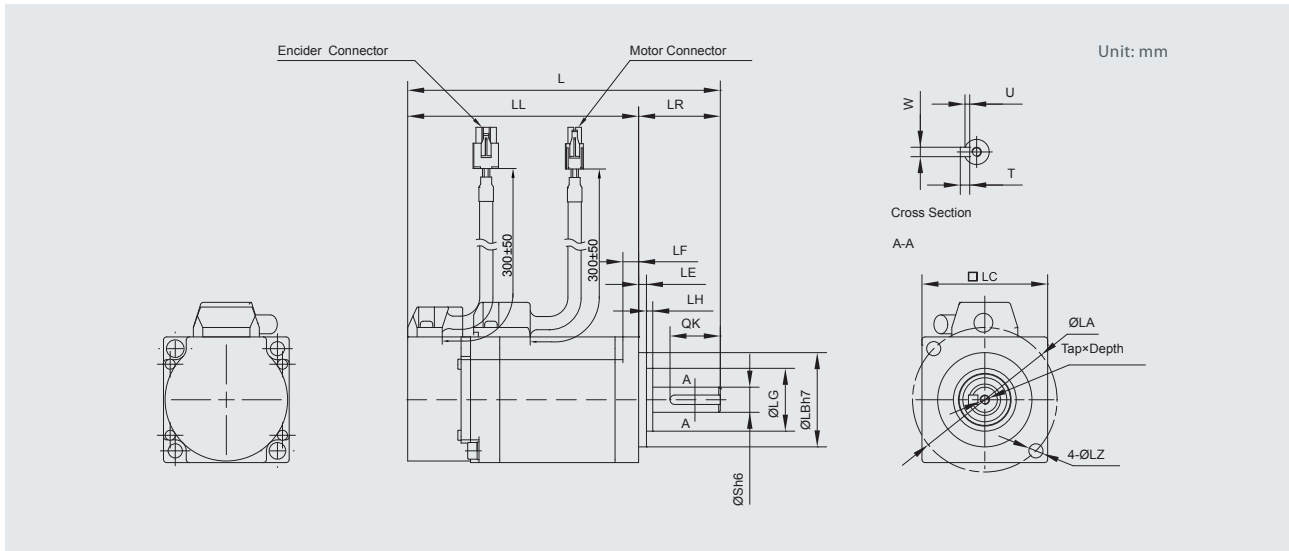 Encider Connector
Motor Connector
Unit: mm
L
LL
LR
W
U
T
Cross Section
A-A
300±50
300±50
LF
LE
LH
QK
A
A
ØLG
ØLBh7
ØSh6
□ LC
ØLA
Tap×Depth
4-ØLZ